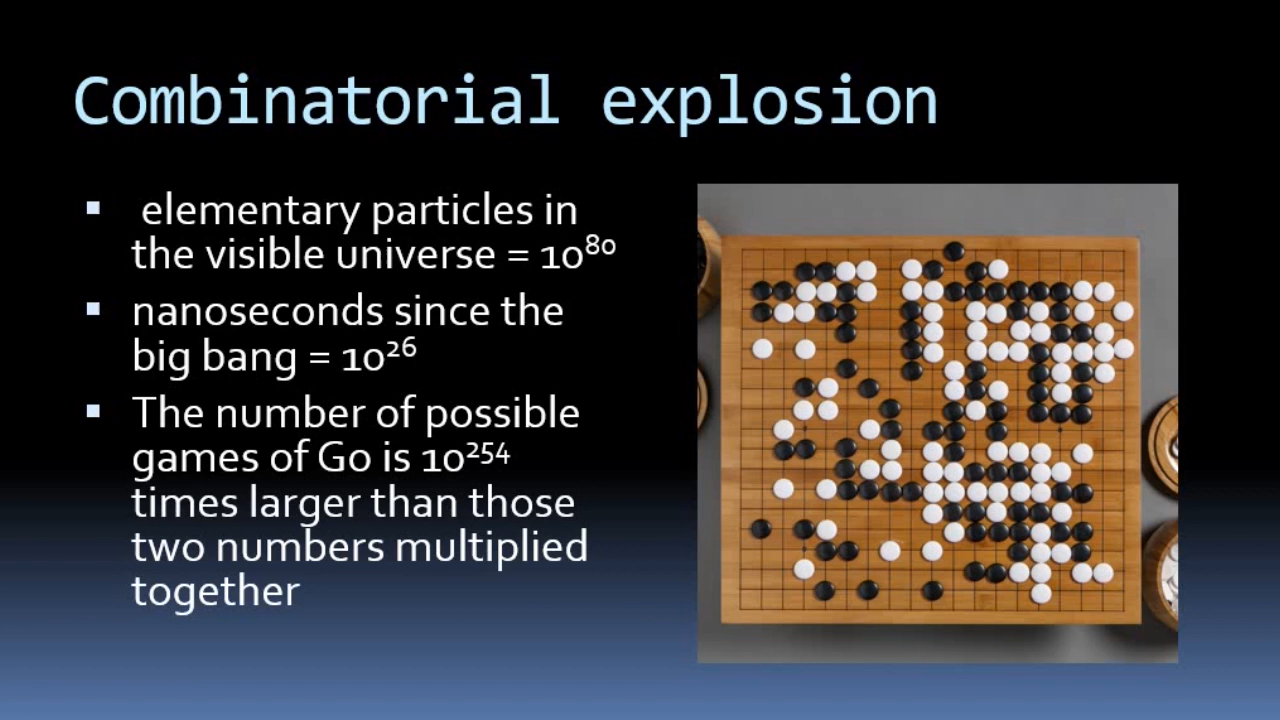 Combinatorial explosion
▪ elementary particles in
the visible universe = 10⁸⁰
▪ nanoseconds since the
big bang = 10²⁶
▪ The number of possible
games of Go is 10²⁵⁴
times larger than those
two numbers multiplied
together